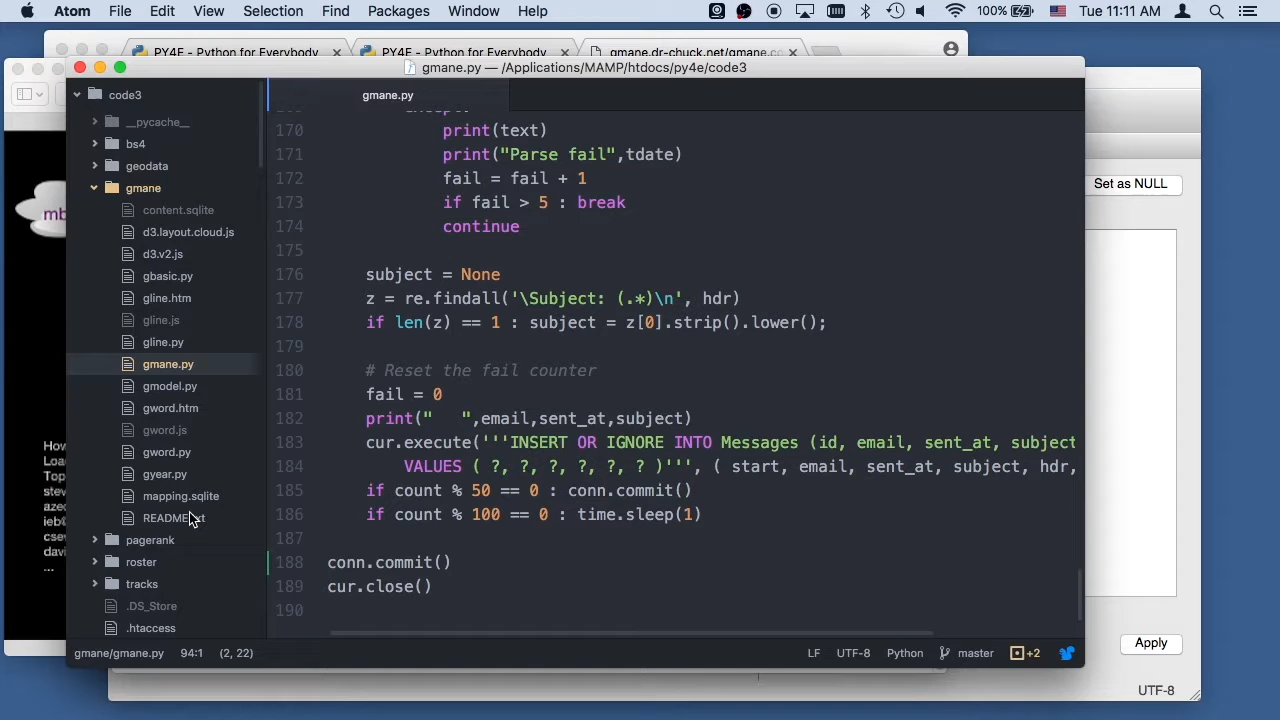 Atom File Edit View Selection Find Packages Window Help 100% Tue 11:11 AM
PY4E - Python for Everybody PY4E - Python for Everybody gmane.dr-chuck.net/gmane.co
gmane.py — /Applications/MAMP/htdocs/py4e/code3
code3
gmane.py
__pycache__
170 print(text)
bs4
171 print("Parse fail",tdate)
geodata
172 fail = fail + 1
Set as NULL
gmane
173 if fail > 5 : break
content.sqlite
174 continue
d3.layout.cloud.js
175
d3.v2.js
176 subject = None
gbasic.py
177 z = re.findall('\Subject: (.*)\n', hdr)
gline.htm
178 if len(z) == 1 : subject = z[0].strip().lower();
gline.js
179
gline.py
180 # Reset the fail counter
gmane.py
181 fail = 0
gmodel.py
182 print("   ",email,sent_at,subject)
gword.htm
183 cur.execute('''INSERT OR IGNORE INTO Messages (id, email, sent_at, subject
gword.js
184 VALUES ( ?, ?, ?, ?, ?, ? )''', ( start, email, sent_at, subject, hdr,
gword.py
185 if count % 50 == 0 : conn.commit()
gyear.py
186 if count % 100 == 0 : time.sleep(1)
mapping.sqlite
187
README.txt
188 conn.commit()
pagerank
189 cur.close()
roster
190
tracks
.DS_Store
.htaccess
mb
How
Loa
Top
stev
azec
ieb@
csev
davi
...
Apply
gmane/gmane.py 94:1 (2, 22) LF UTF-8 Python master +2
UTF-8